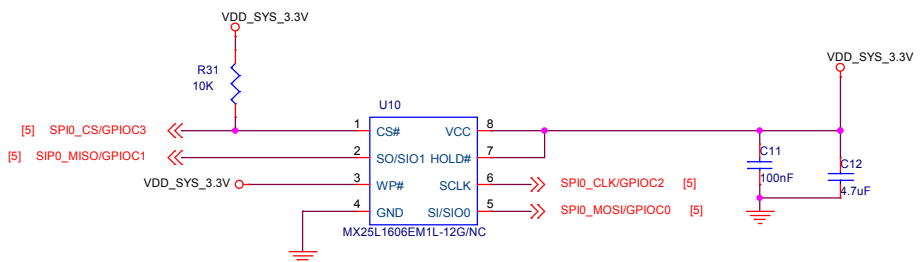 VDD_SYS_3.3V
VDD_SYS_3.3V
R31
10K
U10
[5] SPI0_CS/GPIOC3
1 CS# VCC 8
[5] SIP0_MISO/GPIOC1
2 SO/SIO1 HOLD# 7
C11
100nF
C12
4.7uF
VDD_SYS_3.3V
3 WP# SCLK 6
SPI0_CLK/GPIOC2 [5]
4 GND SI/SIO0 5
SPI0_MOSI/GPIOC0 [5]
MX25L1606EM1L-12G/NC